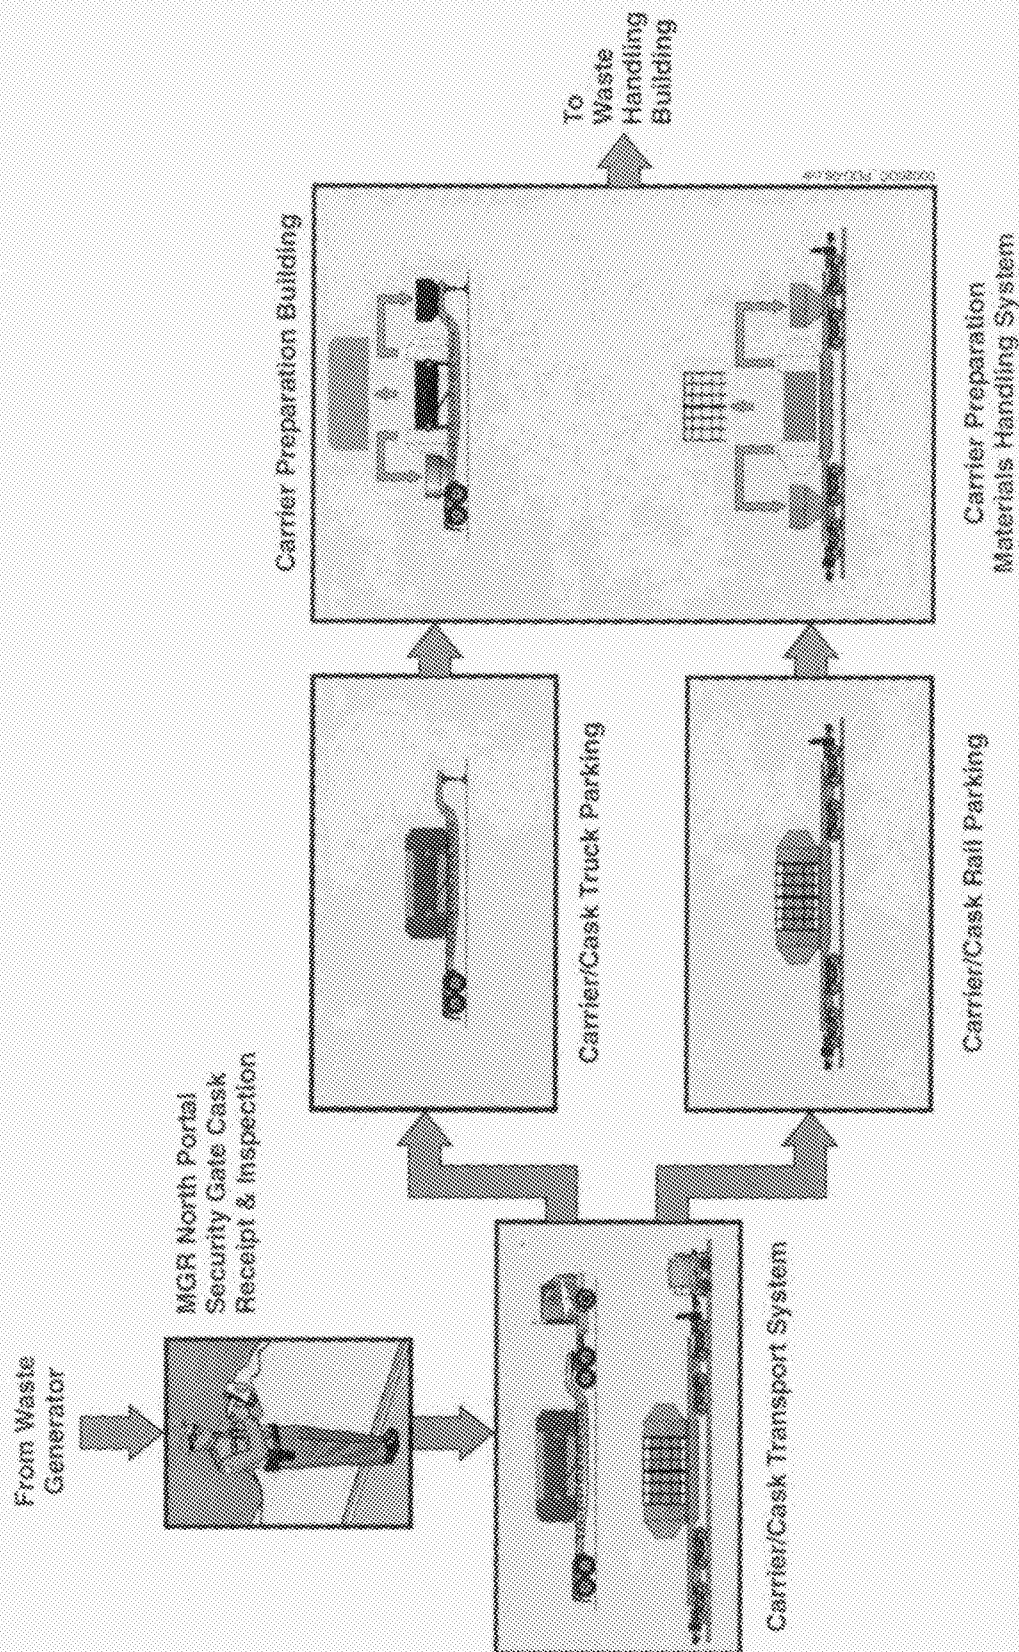 From Waste
Generator
MGR North Portal
Security Gate Cask
Receipt & Inspection
Carrier/Cask Transport System
Carrier/Cask Truck Parking
Carrier/Cask Rail Parking
Carrier Preparation Building
Carrier Preparation
Materials Handling System
To
Waste
Handling
Building